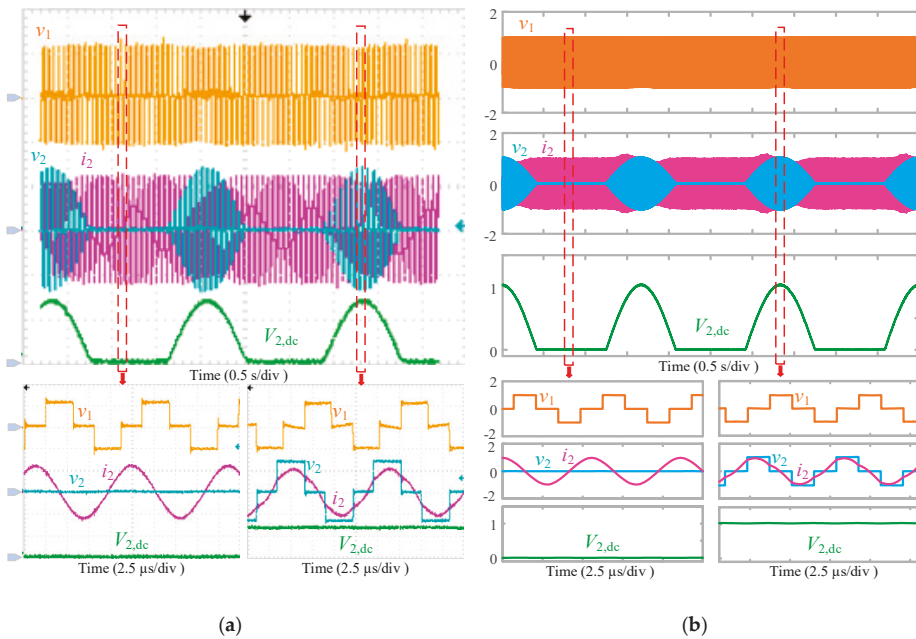 v1
v2 i2
V2,dc
Time (0.5 s/div )
v1
v2 i2
V2,dc
Time (2.5 µs/div )
v1
v2
i2
V2,dc
Time (2.5 µs/div )
(a)
2
v1
0
-2
2
v2 i2
0
-2
1
V2,dc
0
Time (0.5 s/div )
2
v1
0
-2
2
v2 i2
0
-2
1
V2,dc
0
Time (2.5 µs/div )
v1
v2 i2
V2,dc
Time (2.5 µs/div )
(b)